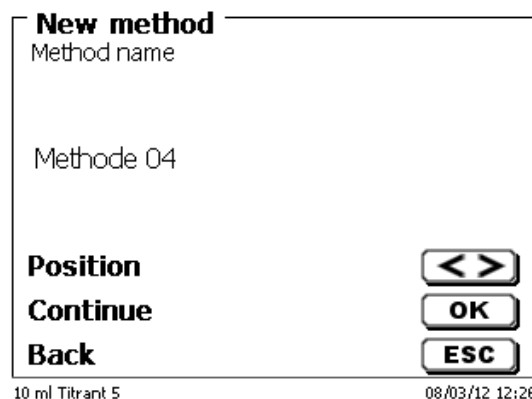 New method
Method name
Methode 04
Position < >
Continue OK
Back ESC
10 ml Titrant 5 08/03/12 12:26